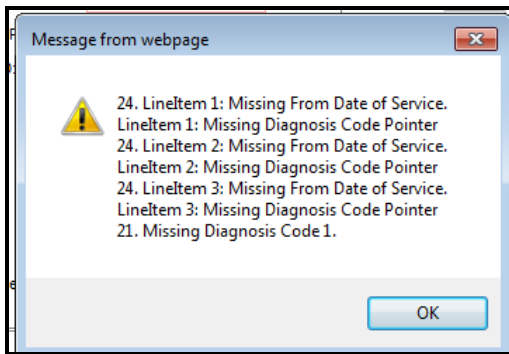 Message from webpage
24. LineItem 1: Missing From Date of Service.
LineItem 1: Missing Diagnosis Code Pointer
24. LineItem 2: Missing From Date of Service.
LineItem 2: Missing Diagnosis Code Pointer
24. LineItem 3: Missing From Date of Service.
LineItem 3: Missing Diagnosis Code Pointer
21. Missing Diagnosis Code 1.
OK